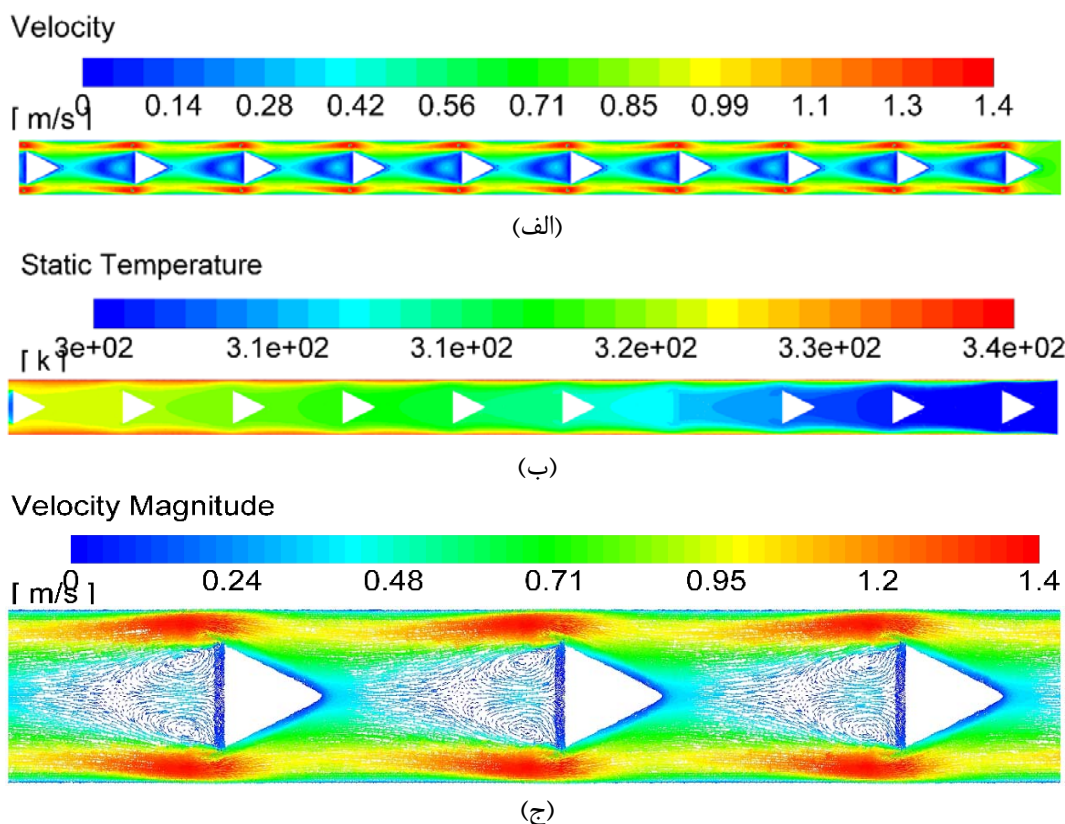 Velocity
0 0.14 0.28 0.42 0.56 0.71 0.85 0.99 1.1 1.3 1.4
[ m/s ]
(الف)
Static Temperature
3e+02 3.1e+02 3.1e+02 3.2e+02 3.3e+02 3.4e+02
[ k ]
(ب)
Velocity Magnitude
0 0.24 0.48 0.71 0.95 1.2 1.4
[ m/s ]
(ج)